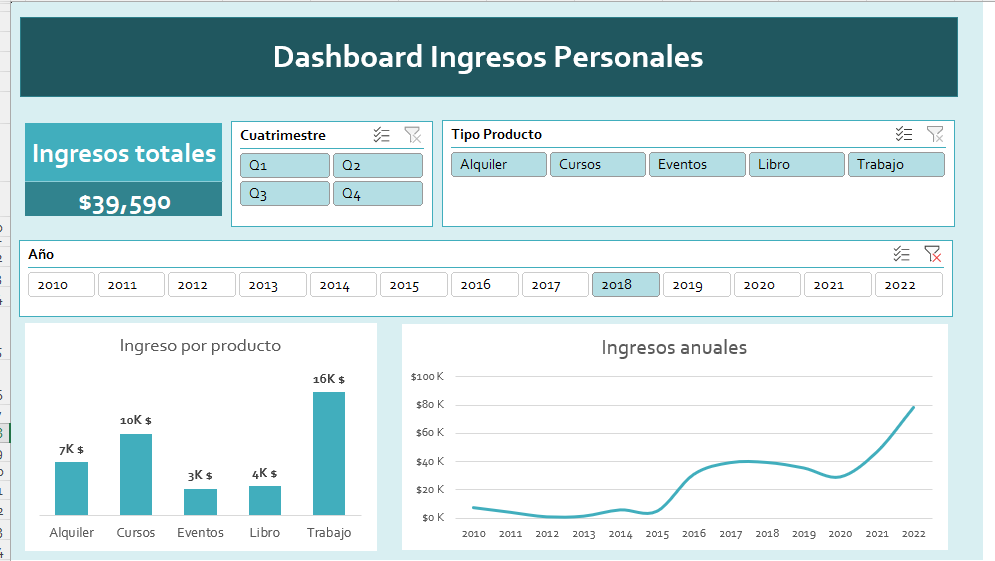 Dashboard Ingresos Personales
Ingresos totales
$39,590
Cuatrimestre
Q1 Q2
Q3 Q4
Tipo Producto
Alquiler Cursos Eventos Libro Trabajo
Año
2010 2011 2012 2013 2014 2015 2016 2017 2018 2019 2020 2021 2022
Ingreso por producto
16K $
10K $
7K $
3K $
4K $
Alquiler Cursos Eventos Libro Trabajo
Ingresos anuales
$100 K
$80 K
$60 K
$40 K
$20 K
$0 K
2010 2011 2012 2013 2014 2015 2016 2017 2018 2019 2020 2021 2022